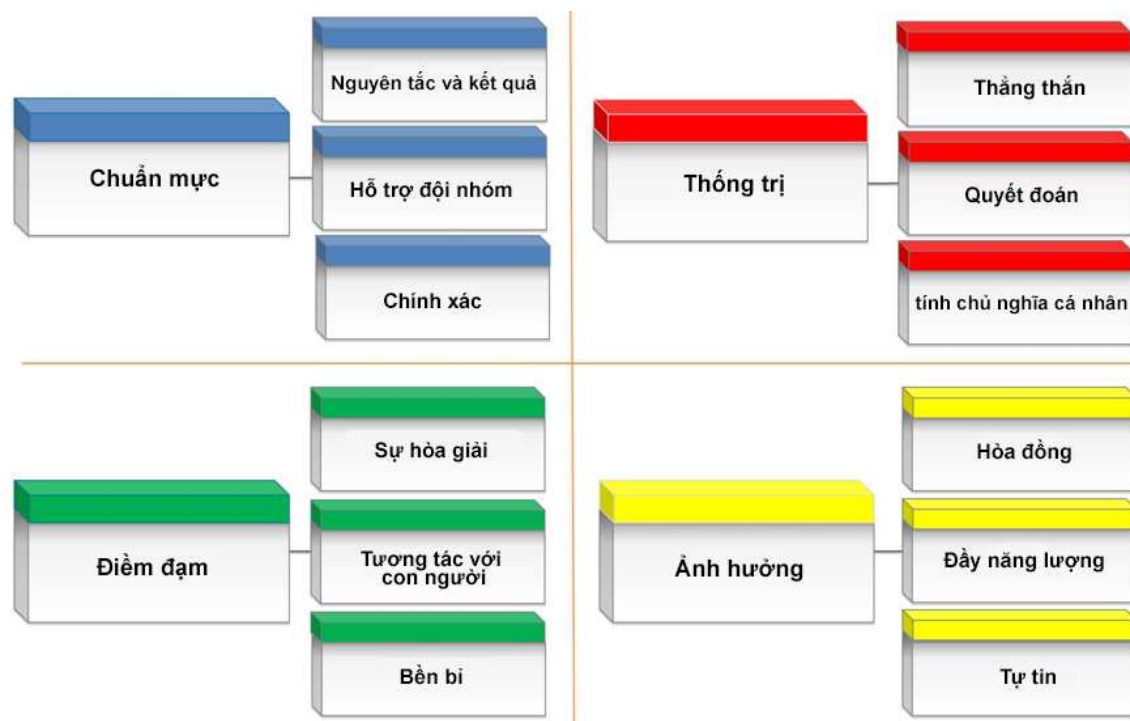 Chuẩn mực
Nguyên tắc và kết quả
Hỗ trợ đội nhóm
Chính xác
Thống trị
Thẳng thắn
Quyết đoán
tính chủ nghĩa cá nhân
Điềm đạm
Sự hòa giải
Tương tác với
con người
Bền bỉ
Ảnh hưởng
Hòa đồng
Đầy năng lượng
Tự tin